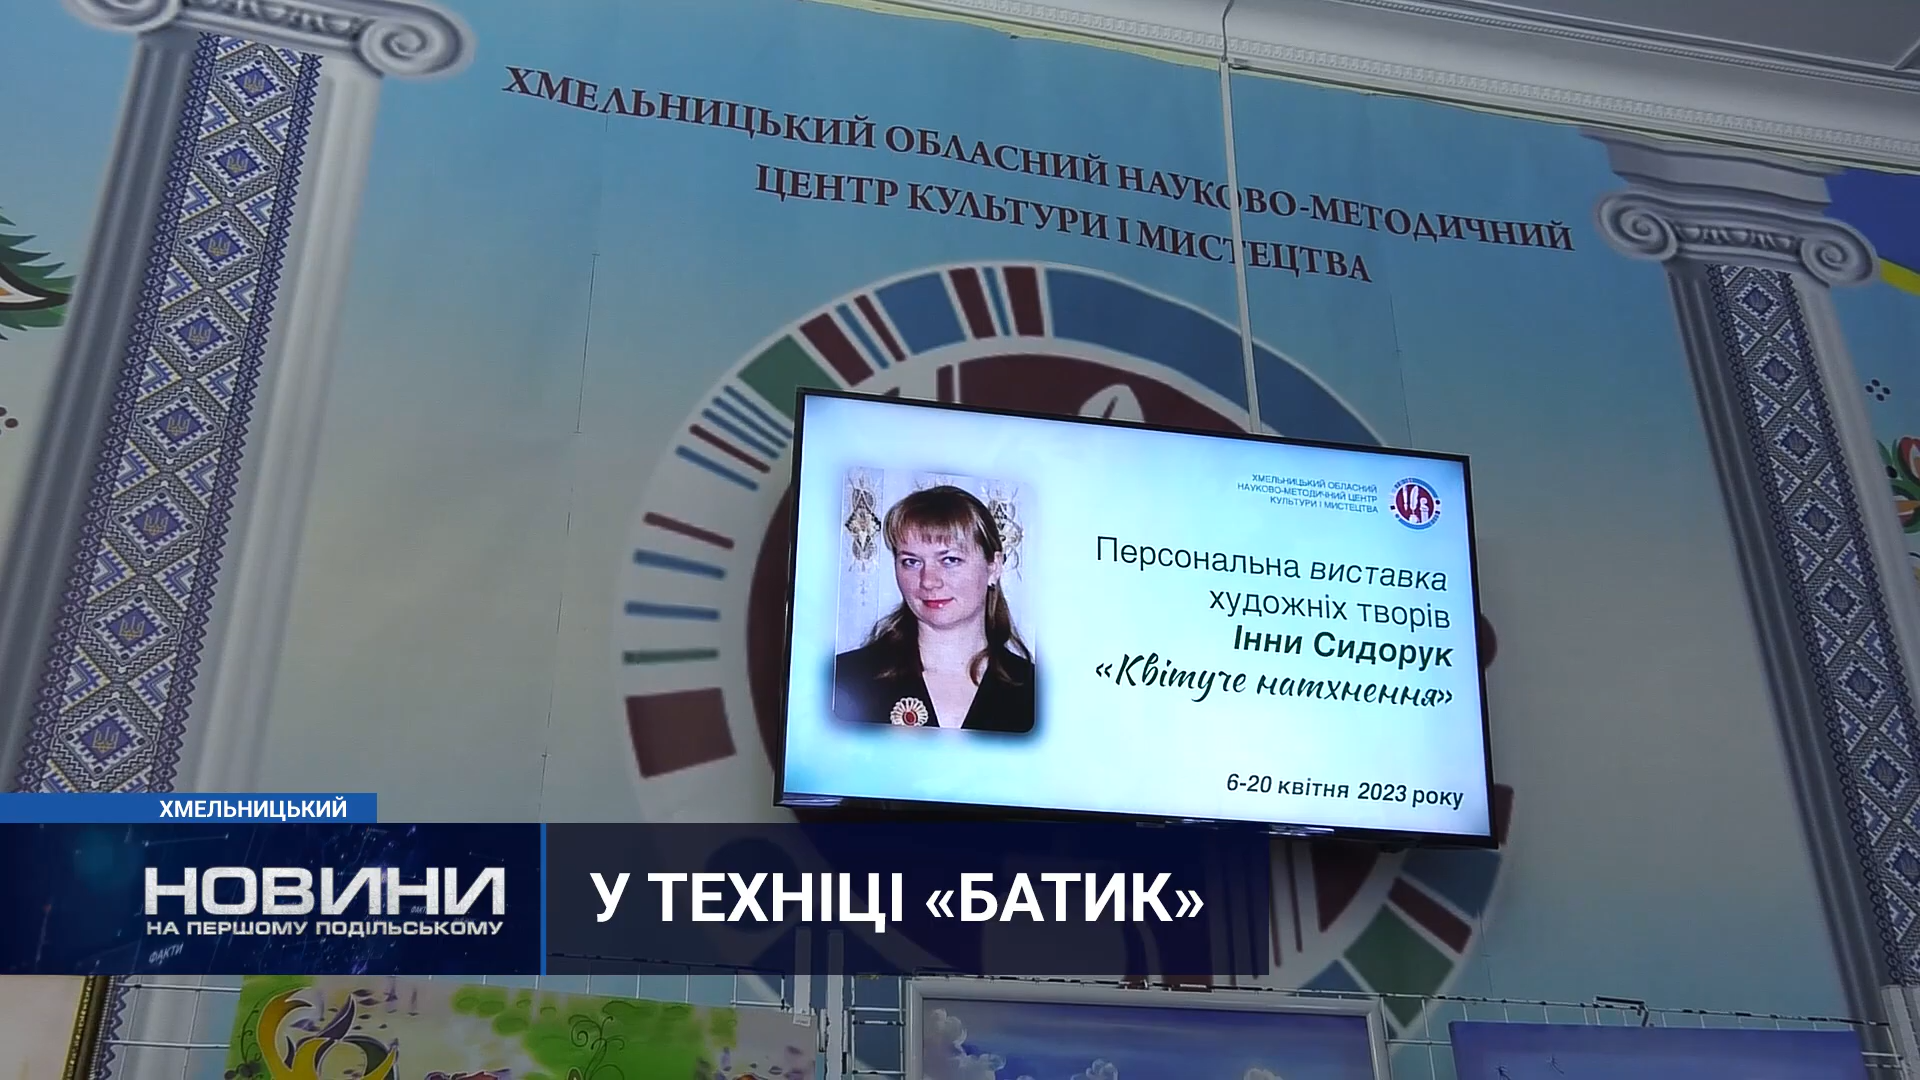 ХМЕЛЬНИЦЬКИЙ ОБЛАСНИЙ НАУКОВО-МЕТОДИЧНИЙ
ЦЕНТР КУЛЬТУРИ І МИСТЕЦТВА
ХМЕЛЬНИЦЬКИЙ ОБЛАСНИЙ
НАУКОВО-МЕТОДИЧНИЙ ЦЕНТР
КУЛЬТУРИ І МИСТЕЦТВА
Персональна виставка
художніх творів
Інни Сидорук
«Квітуче натхнення»
6-20 квітня 2023 року
ХМЕЛЬНИЦЬКИЙ
НОВИНИ
НА ПЕРШОМУ ПОДІЛЬСЬКОМУ
ФАКТИ
У ТЕХНІЦІ «БАТИК»